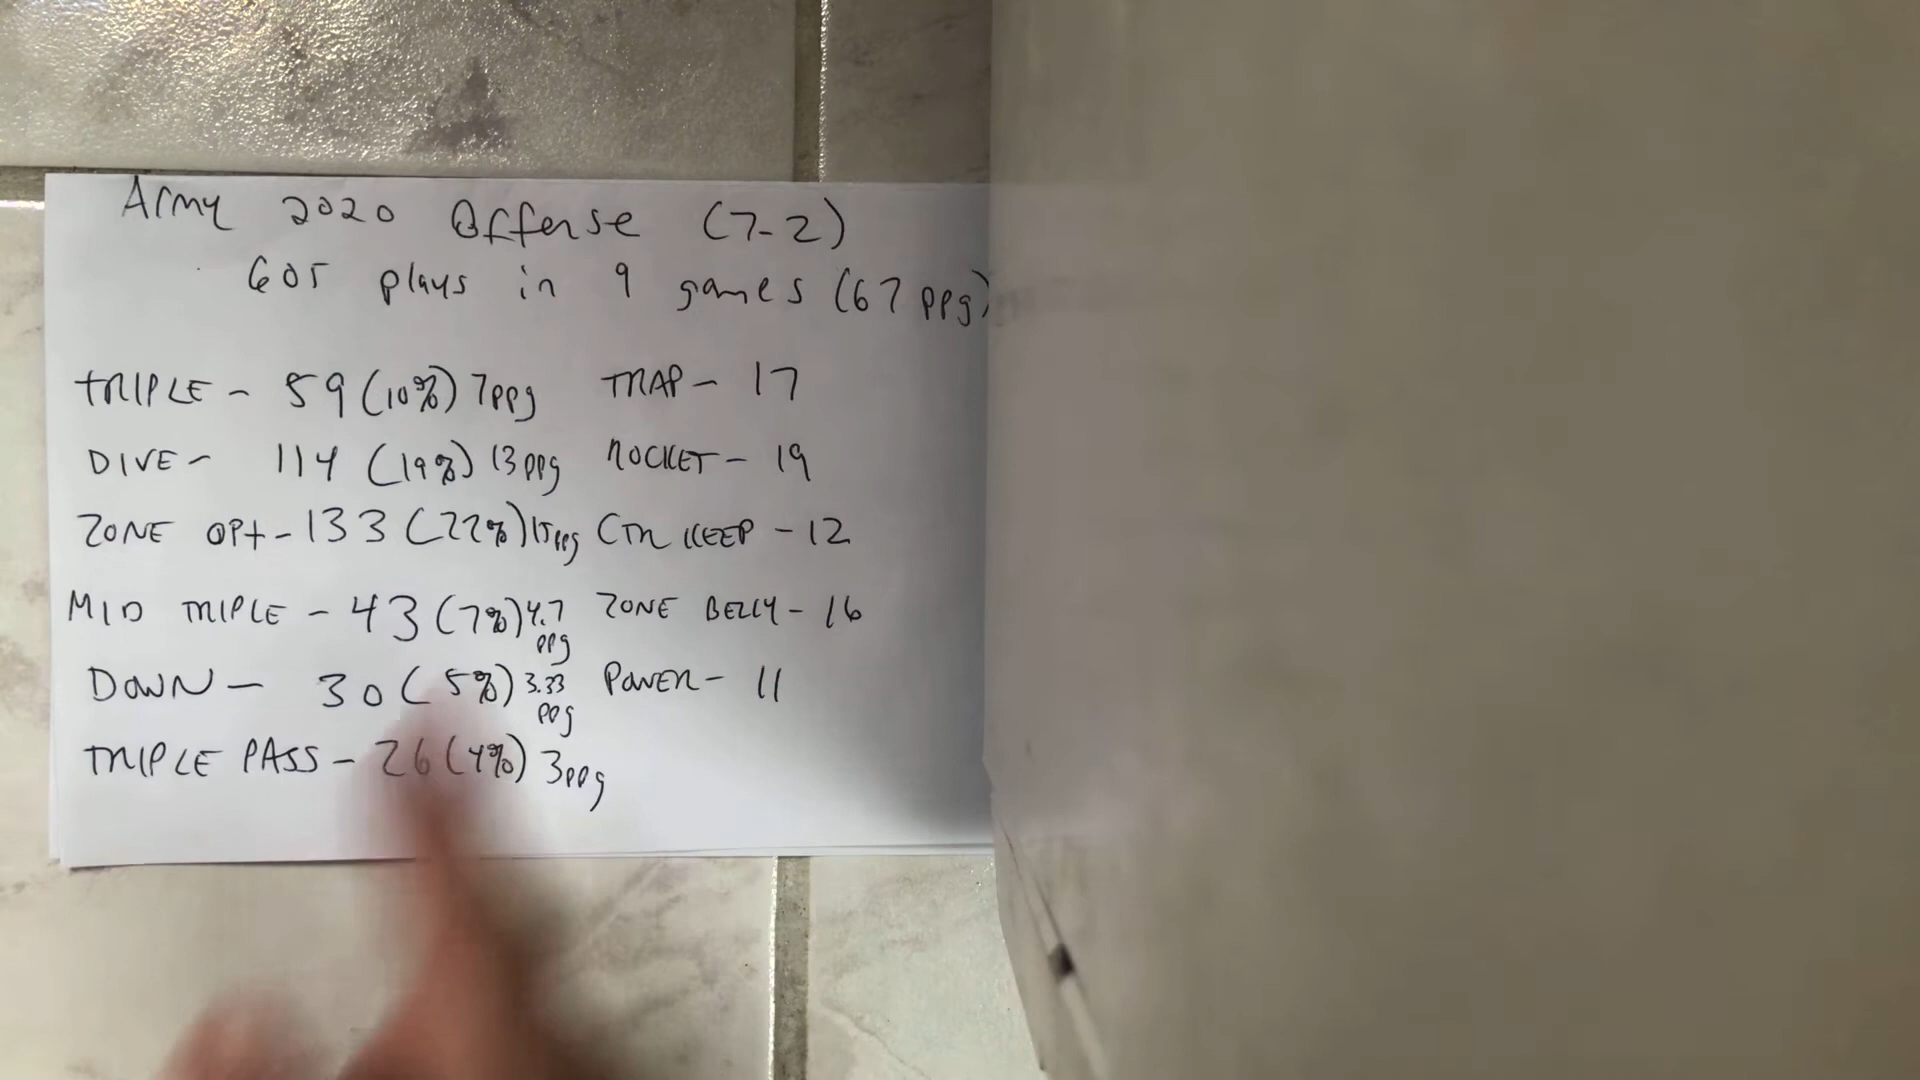 Army 2020 Offense (7-2)
605 plays in 9 games (67 ppg)
TRIPLE - 59 (10%) 7ppg TRAP - 17
DIVE - 114 (19%) 13 ppg ROCKET - 19
ZONE OPT - 133 (22%) 15ppg CTR KEEP - 12
MID TRIPLE - 43 (7%) 4.7 ppg ZONE BELLY - 16
DOWN - 30 (5%) 3.33 ppg POWER - 11
TRIPLE PASS - 26 (4%) 3ppg